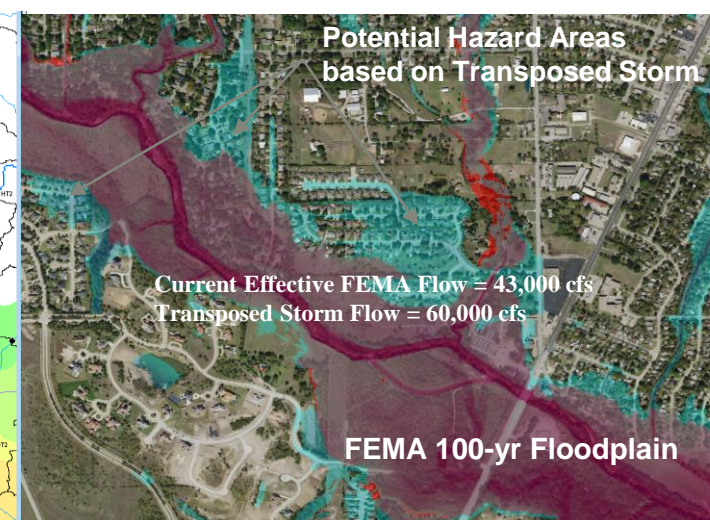 Potential Hazard Areas
based on Transposed Storm
HT2
Current Effective FEMA Flow = 43,000 cfs
Transposed Storm Flow = 60,000 cfs
FEMA 100-yr Floodplain